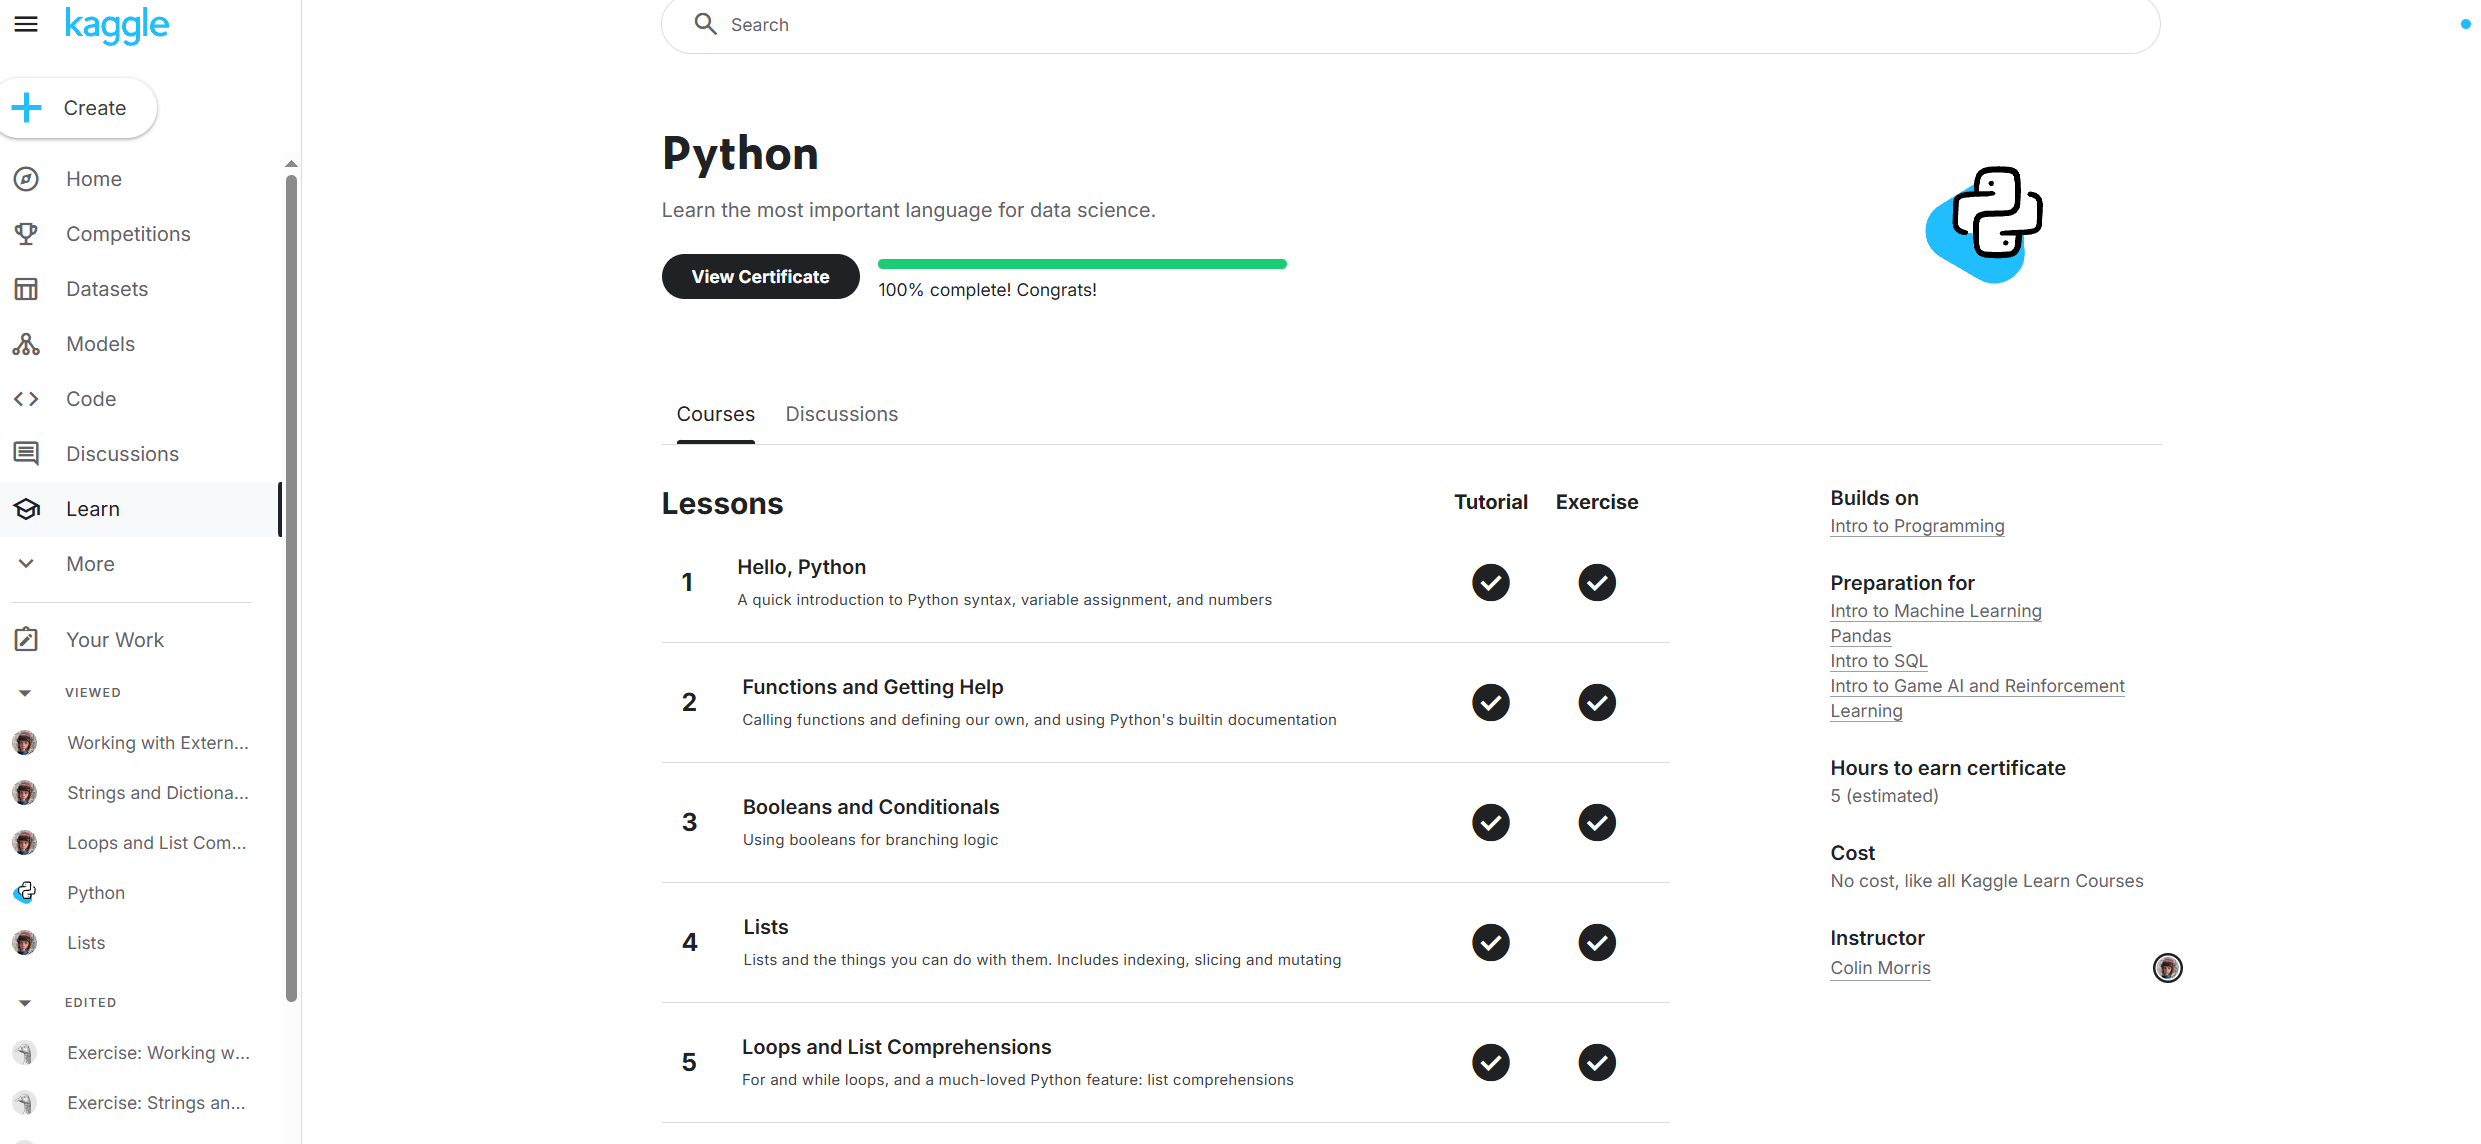 kaggle
Search
Create
Home
Competitions
Datasets
Models
Code
Discussions
Learn
More
Your Work
VIEWED
Working with Extern...
Strings and Dictiona...
Loops and List Com...
Python
Lists
EDITED
Exercise: Working w...
Exercise: Strings an...
Python
Learn the most important language for data science.
View Certificate
100% complete! Congrats!
Courses Discussions
Lessons Tutorial Exercise
1 Hello, Python
A quick introduction to Python syntax, variable assignment, and numbers
2 Functions and Getting Help
Calling functions and defining our own, and using Python's builtin documentation
3 Booleans and Conditionals
Using booleans for branching logic
4 Lists
Lists and the things you can do with them. Includes indexing, slicing and mutating
5 Loops and List Comprehensions
For and while loops, and a much-loved Python feature: list comprehensions
Builds on
Intro to Programming
Preparation for
Intro to Machine Learning
Pandas
Intro to SQL
Intro to Game AI and Reinforcement
Learning
Hours to earn certificate
5 (estimated)
Cost
No cost, like all Kaggle Learn Courses
Instructor
Colin Morris